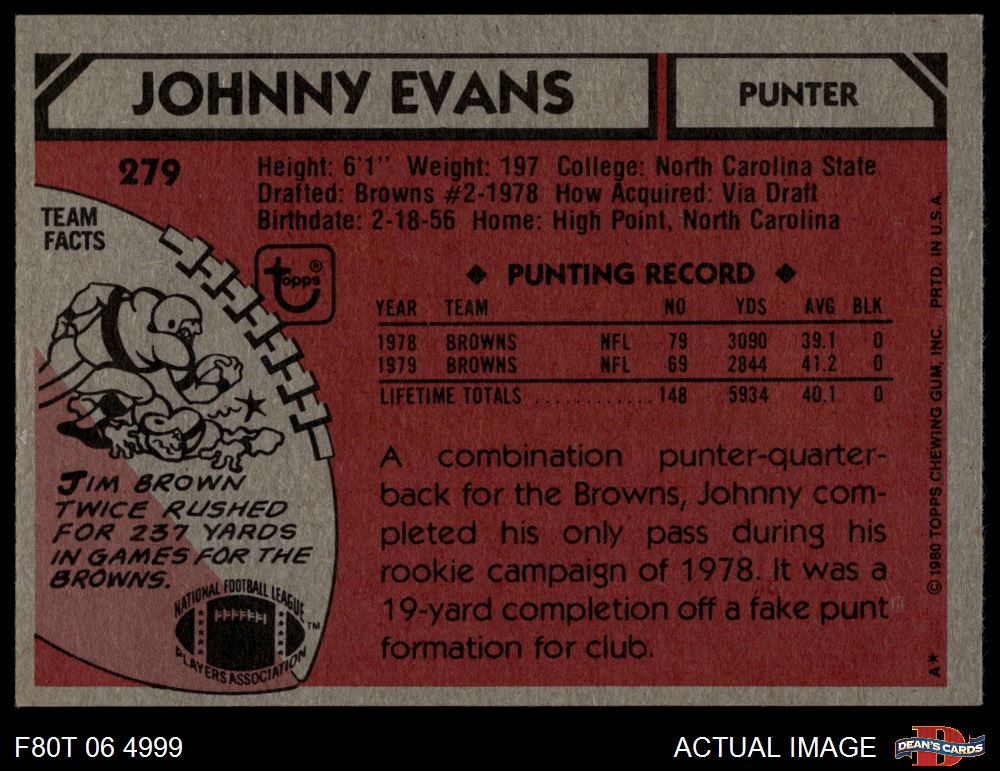 JOHNNY EVANS
PUNTER
279
Height: 6'1" Weight: 197 College: North Carolina State
Drafted: Browns #2-1978 How Acquired: Via Draft
Birthdate: 2-18-56 Home: High Point, North Carolina
TEAM
FACTS
topps®
JIM BROWN
TWICE RUSHED
FOR 237 YARDS
IN GAMES FOR THE
BROWNS.
NATIONAL FOOTBALL LEAGUE
PLAYERS ASSOCIATION
TM
◆ PUNTING RECORD ◆
YEAR TEAM NO YDS AVG BLK
1978 BROWNS NFL 79 3090 39.1 0
1979 BROWNS NFL 69 2844 41.2 0
LIFETIME TOTALS . . . . . . . . . . . . 148 5934 40.1 0
A combination punter-quarter-
back for the Browns, Johnny com-
pleted his only pass during his
rookie campaign of 1978. It was a
19-yard completion off a fake punt
formation for club.
A* ©1980 TOPPS CHEWING GUM, INC. PRTD. IN U.S.A.
F80T 06 4999
ACTUAL IMAGE
DEAN'S CARDS